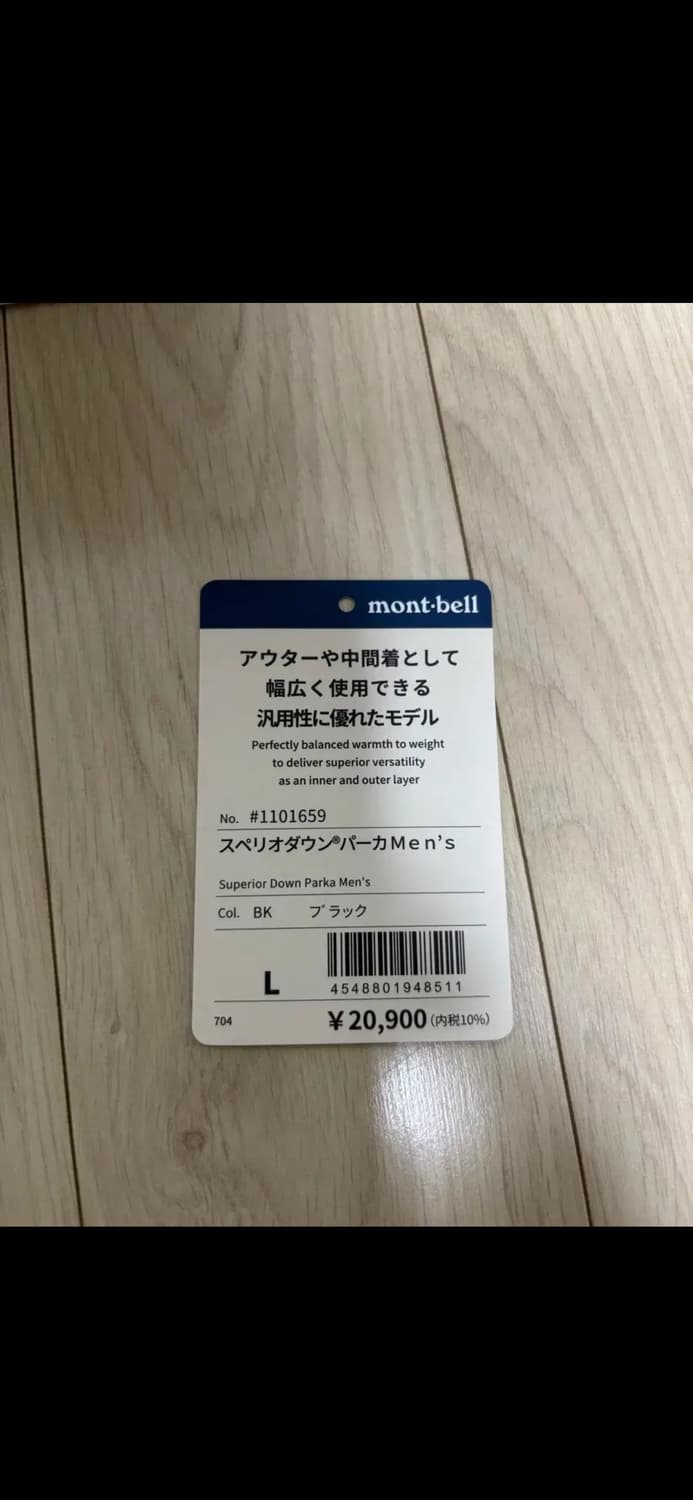 mont·bell
アウターや中間着として
幅広く使用できる
汎用性に優れたモデル
Perfectly balanced warmth to weight
to deliver superior versatility
as an inner and outer layer
No. #1101659
スペリオダウン®パーカMen's
Superior Down Parka Men's
Col. BK ブラック
L
4548801948511
704 ¥20,900(内税10%)